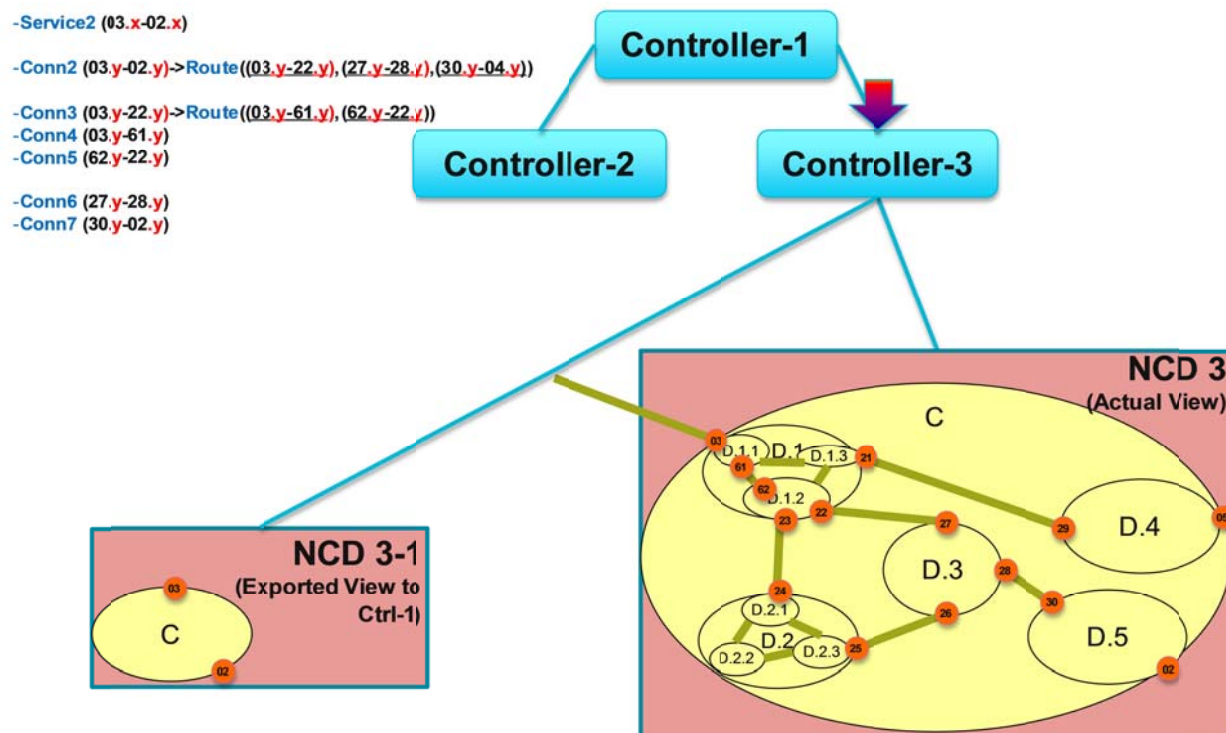 -Service2 (03.x-02.x)
-Conn2 (03.y-02.y)->Route((03.y-22.y),(27.y-28.y),(30.y-04.y))
-Conn3 (03.y-22.y)->Route((03.y-61.y),(62.y-22.y))
-Conn4 (03.y-61.y)
-Conn5 (62.y-22.y)
-Conn6 (27.y-28.y)
-Conn7 (30.y-02.y)
Controller-1
Controller-2
Controller-3
NCD 3-1
(Exported View to
Ctrl-1)
03
C
02
NCD 3
(Actual View)
C
03
D.1.1
D.1
D.1.3
21
61
62
D.1.2
22
23
27
29
D.4
05
D.3
28
24
D.2.1
26
30
D.5
D.2
D.2.2
D.2.3
25
02